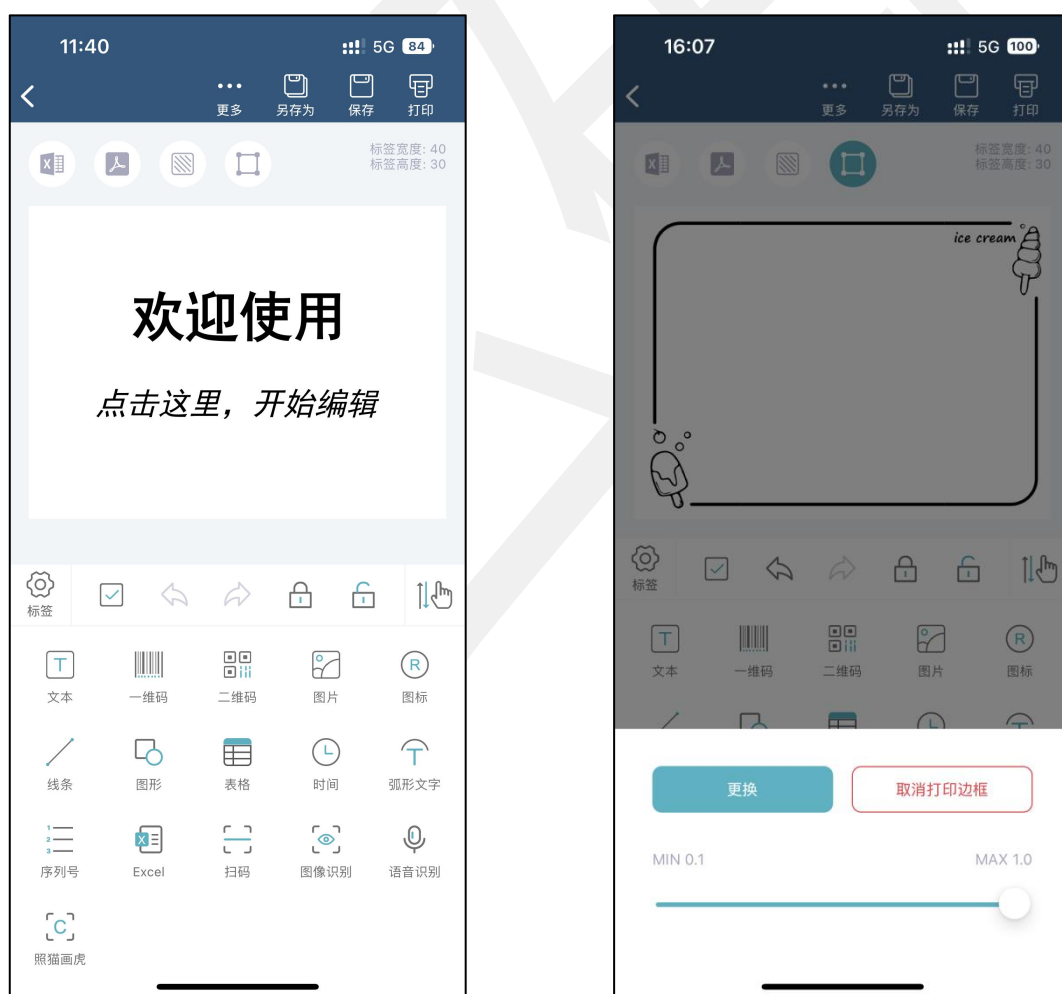 11:40
5G 84
更多
另存为
保存
打印
标签宽度: 40
标签高度: 30
欢迎使用
点击这里，开始编辑
标签
T
R
文本
一维码
二维码
图片
图标
线条
图形
表格
时间
弧形文字
序列号
Excel
扫码
图像识别
语音识别
C
照猫画虎
16:07
5G 100
更多
另存为
保存
打印
标签宽度: 40
标签高度: 30
ice cream
标签
T
R
文本
一维码
二维码
图片
图标
更换
取消打印边框
MIN 0.1
MAX 1.0